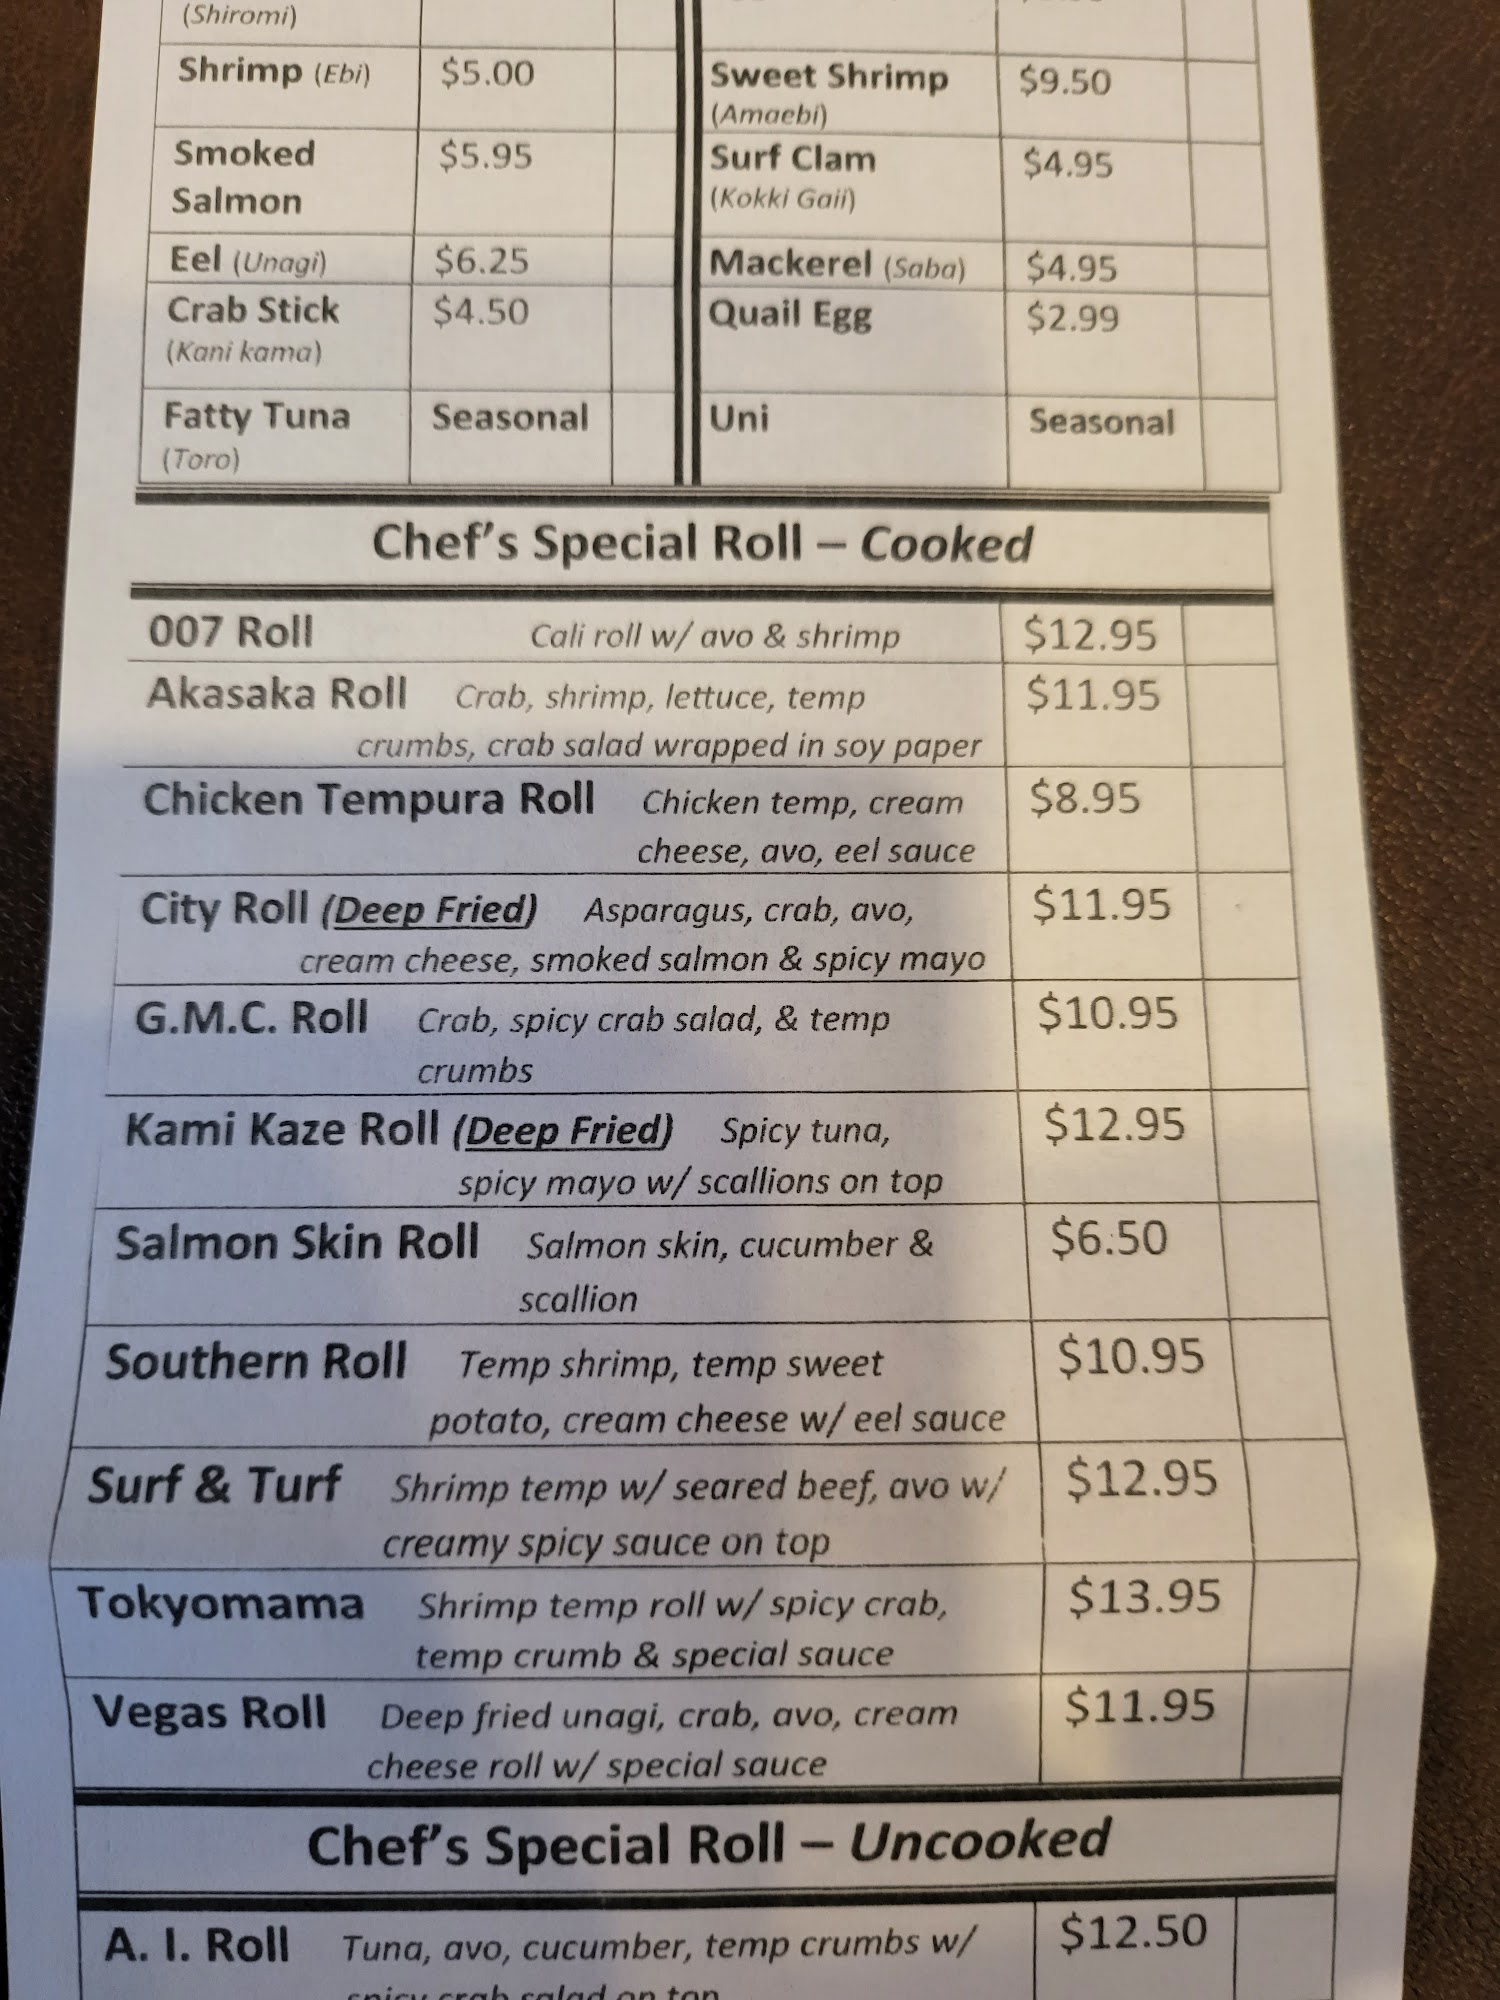 (Shiromi)
Shrimp (Ebi) $5.00 Sweet Shrimp $9.50
(Amaebi)
Smoked $5.95 Surf Clam $4.95
Salmon (Kokki Gaii)
Eel (Unagi) $6.25 Mackerel (Saba) $4.95
Crab Stick $4.50 Quail Egg $2.99
(Kani kama)
Fatty Tuna Seasonal Uni Seasonal
(Toro)
Chef's Special Roll – Cooked
007 Roll Cali roll w/ avo & shrimp $12.95
Akasaka Roll Crab, shrimp, lettuce, temp $11.95
crumbs, crab salad wrapped in soy paper
Chicken Tempura Roll Chicken temp, cream $8.95
cheese, avo, eel sauce
City Roll (Deep Fried) Asparagus, crab, avo, $11.95
cream cheese, smoked salmon & spicy mayo
G.M.C. Roll Crab, spicy crab salad, & temp $10.95
crumbs
Kami Kaze Roll (Deep Fried) Spicy tuna, $12.95
spicy mayo w/ scallions on top
Salmon Skin Roll Salmon skin, cucumber & $6.50
scallion
Southern Roll Temp shrimp, temp sweet $10.95
potato, cream cheese w/ eel sauce
Surf & Turf Shrimp temp w/ seared beef, avo w/ $12.95
creamy spicy sauce on top
Tokyomama Shrimp temp roll w/ spicy crab, $13.95
temp crumb & special sauce
Vegas Roll Deep fried unagi, crab, avo, cream $11.95
cheese roll w/ special sauce
Chef's Special Roll – Uncooked
A. I. Roll Tuna, avo, cucumber, temp crumbs w/ $12.50
spicy crab salad on top